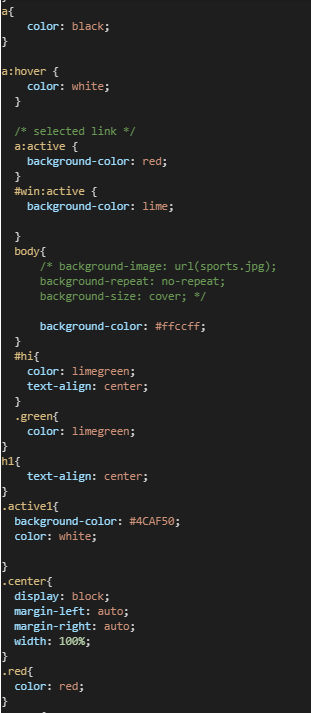 a{
    color: black;
}

a:hover {
    color: white;
  }

  /* selected link */
  a:active {
    background-color: red;
  }
  #win:active {
    background-color: lime;

  }
  body{
      /* background-image: url(sports.jpg);
      background-repeat: no-repeat;
      background-size: cover; */

      background-color: #ffccff;
  }
  #hi{
    color: limegreen;
    text-align: center;
  }
  .green{
    color: limegreen;
}
h1{
    text-align: center;
}
.active1{
  background-color: #4CAF50;
  color: white;

}
.center{
  display: block;
  margin-left: auto;
  margin-right: auto;
  width: 100%;
}
.red{
  color: red;
}